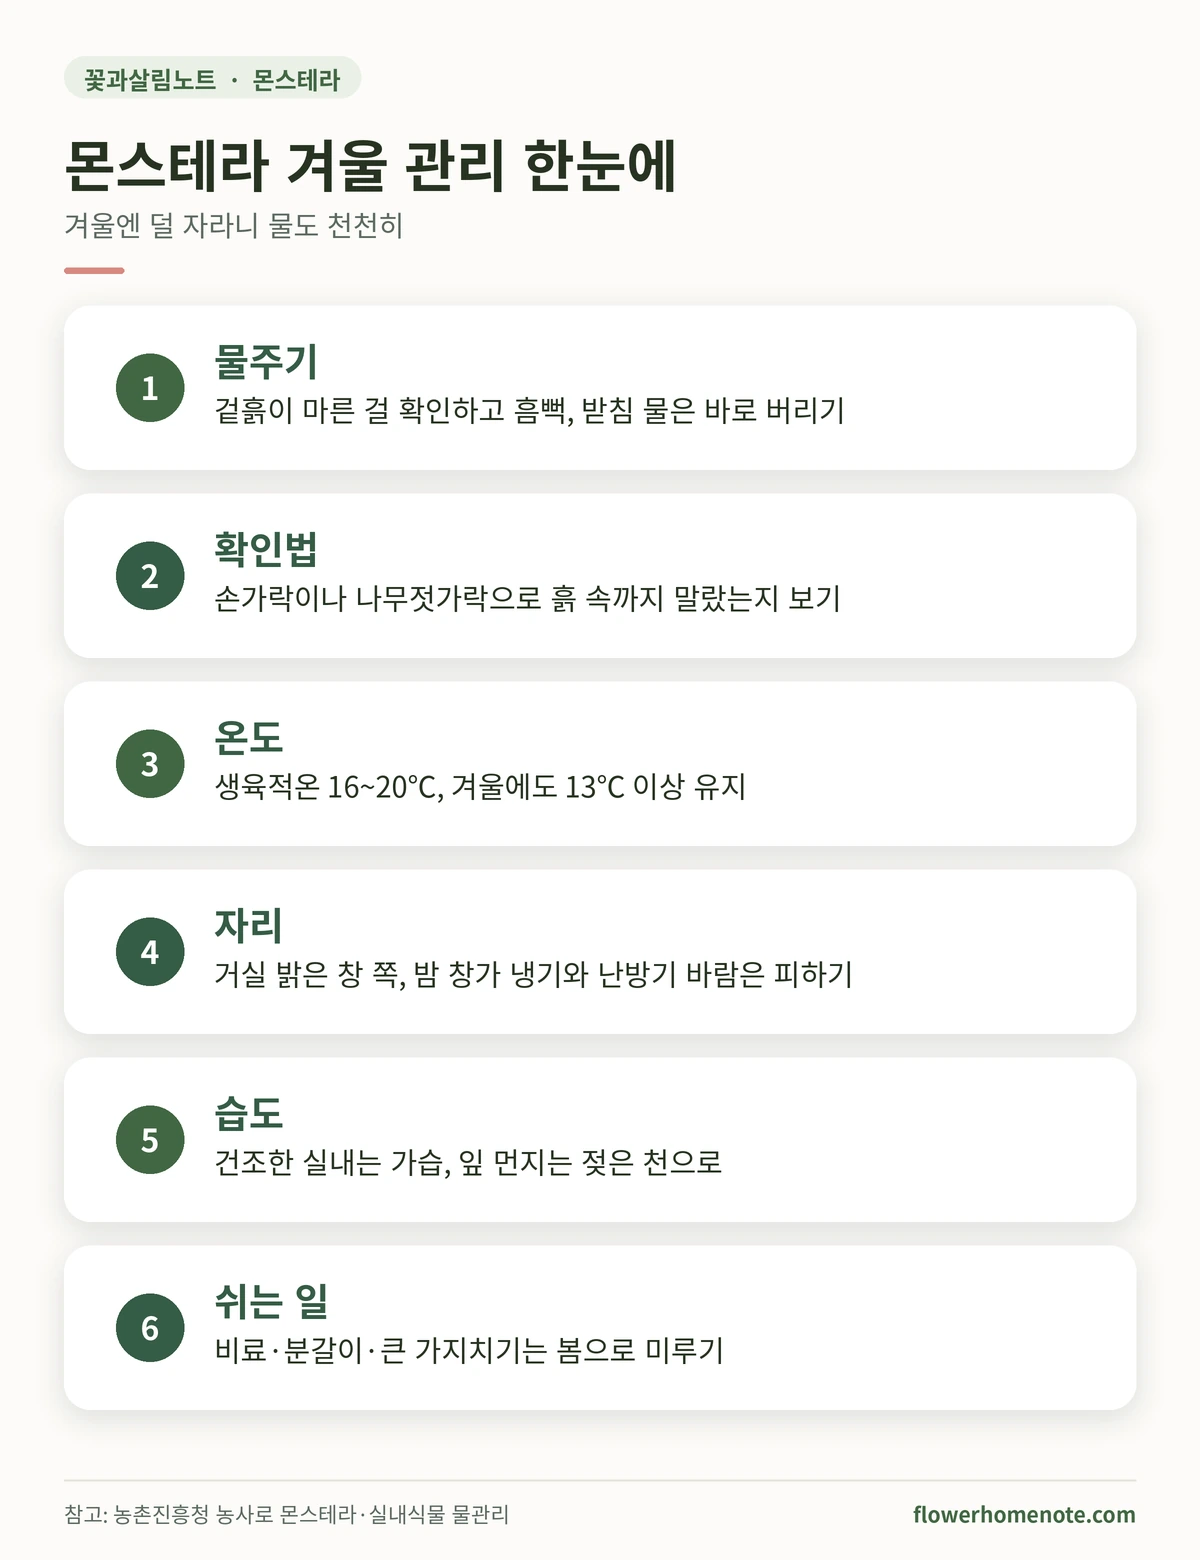 꽃과살림노트 · 몬스테라
몬스테라 겨울 관리 한눈에
겨울엔 덜 자라니 물도 천천히
1
물주기
겉흙이 마른 걸 확인하고 흠뻑, 받침 물은 바로 버리기
2
확인법
손가락이나 나무젓가락으로 흙 속까지 말랐는지 보기
3
온도
생육적온 16~20℃, 겨울에도 13℃ 이상 유지
4
자리
거실 밝은 창 쪽, 밤 창가 냉기와 난방기 바람은 피하기
5
습도
건조한 실내는 가습, 잎 먼지는 젖은 천으로
6
쉬는 일
비료·분갈이·큰 가지치기는 봄으로 미루기
참고: 농촌진흥청 농사로 몬스테라·실내식물 물관리
flowerhomenote.com